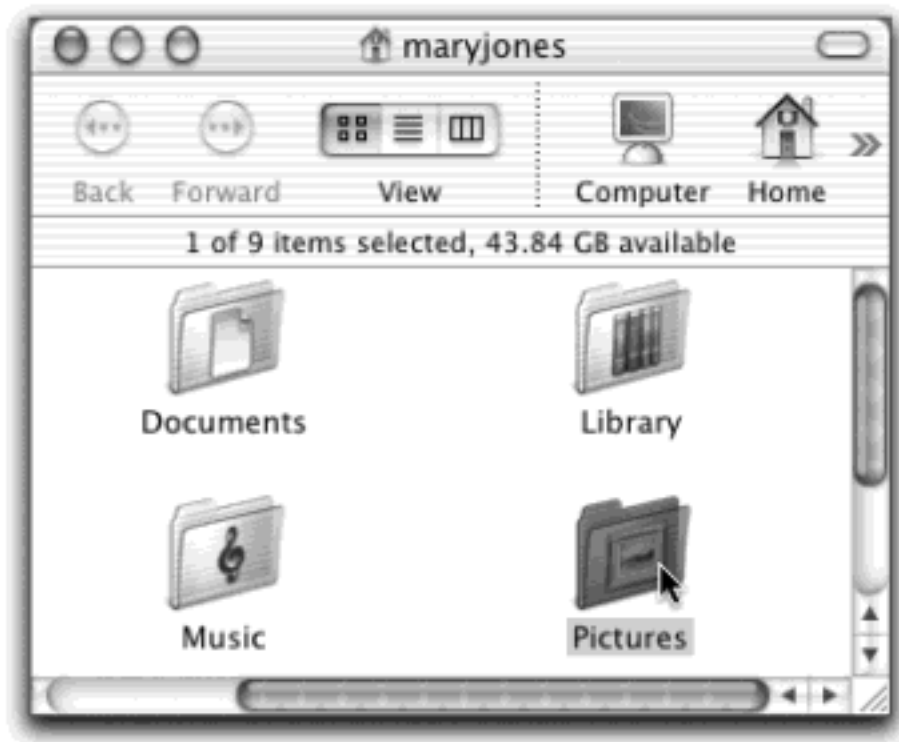 maryjones
Back Forward View Computer Home
1 of 9 items selected, 43.84 GB available
Documents Library
Music Pictures